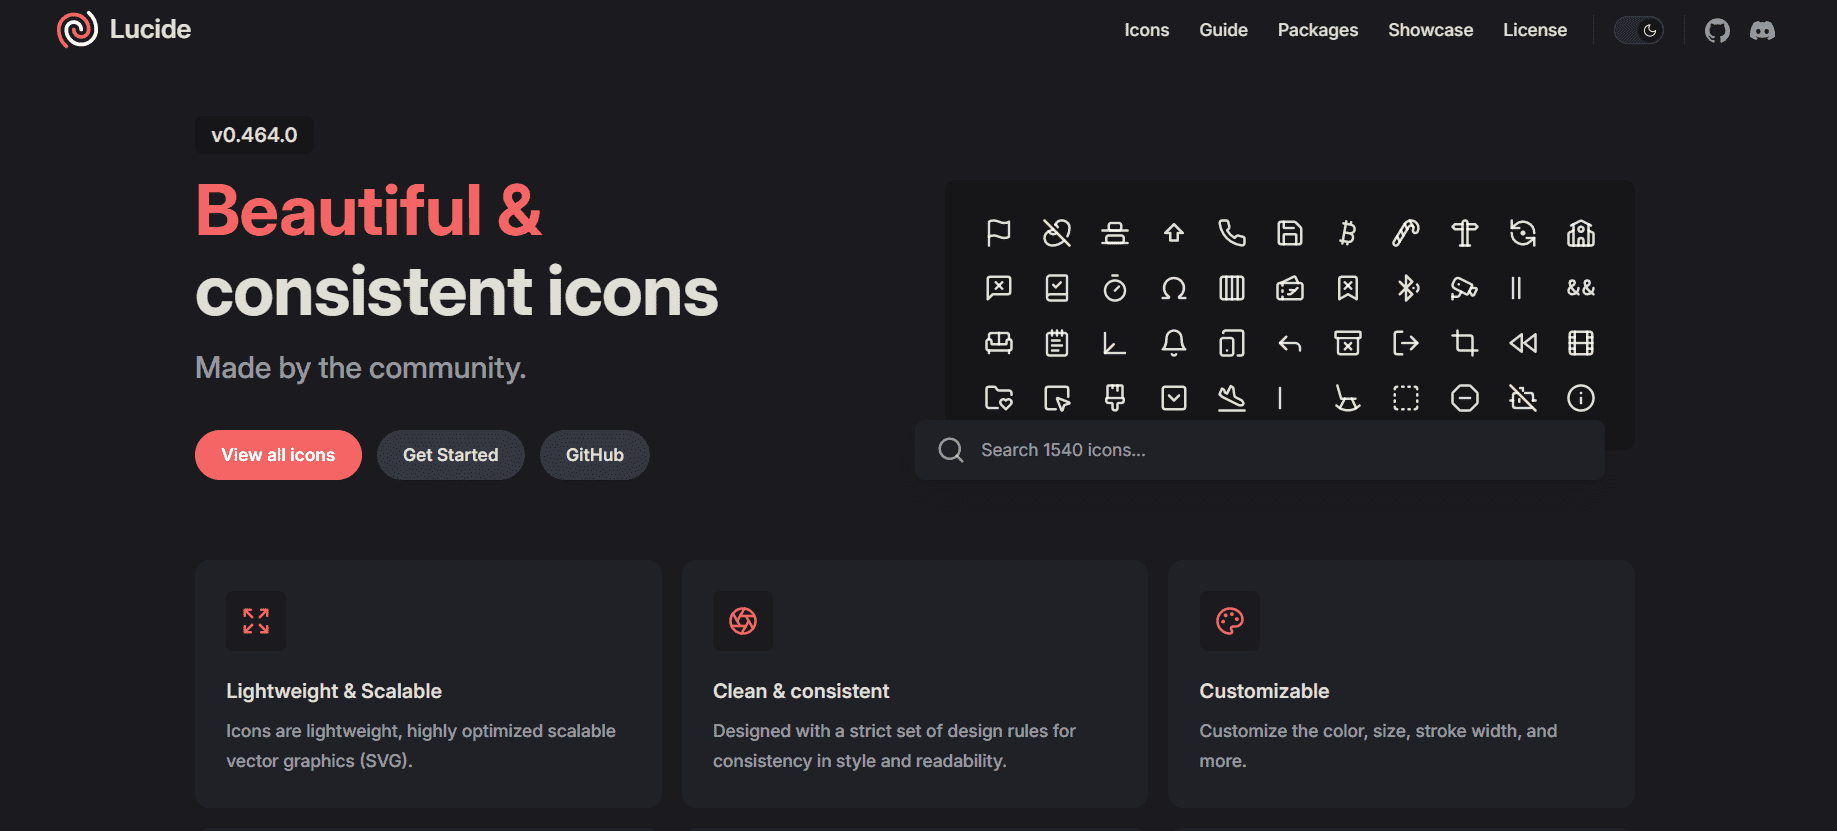 Lucide
Icons Guide Packages Showcase License
v0.464.0
Beautiful &
consistent icons
Made by the community.
View all icons Get Started GitHub
&&
Search 1540 icons...
Lightweight & Scalable
Icons are lightweight, highly optimized scalable
vector graphics (SVG).
Clean & consistent
Designed with a strict set of design rules for
consistency in style and readability.
Customizable
Customize the color, size, stroke width, and
more.